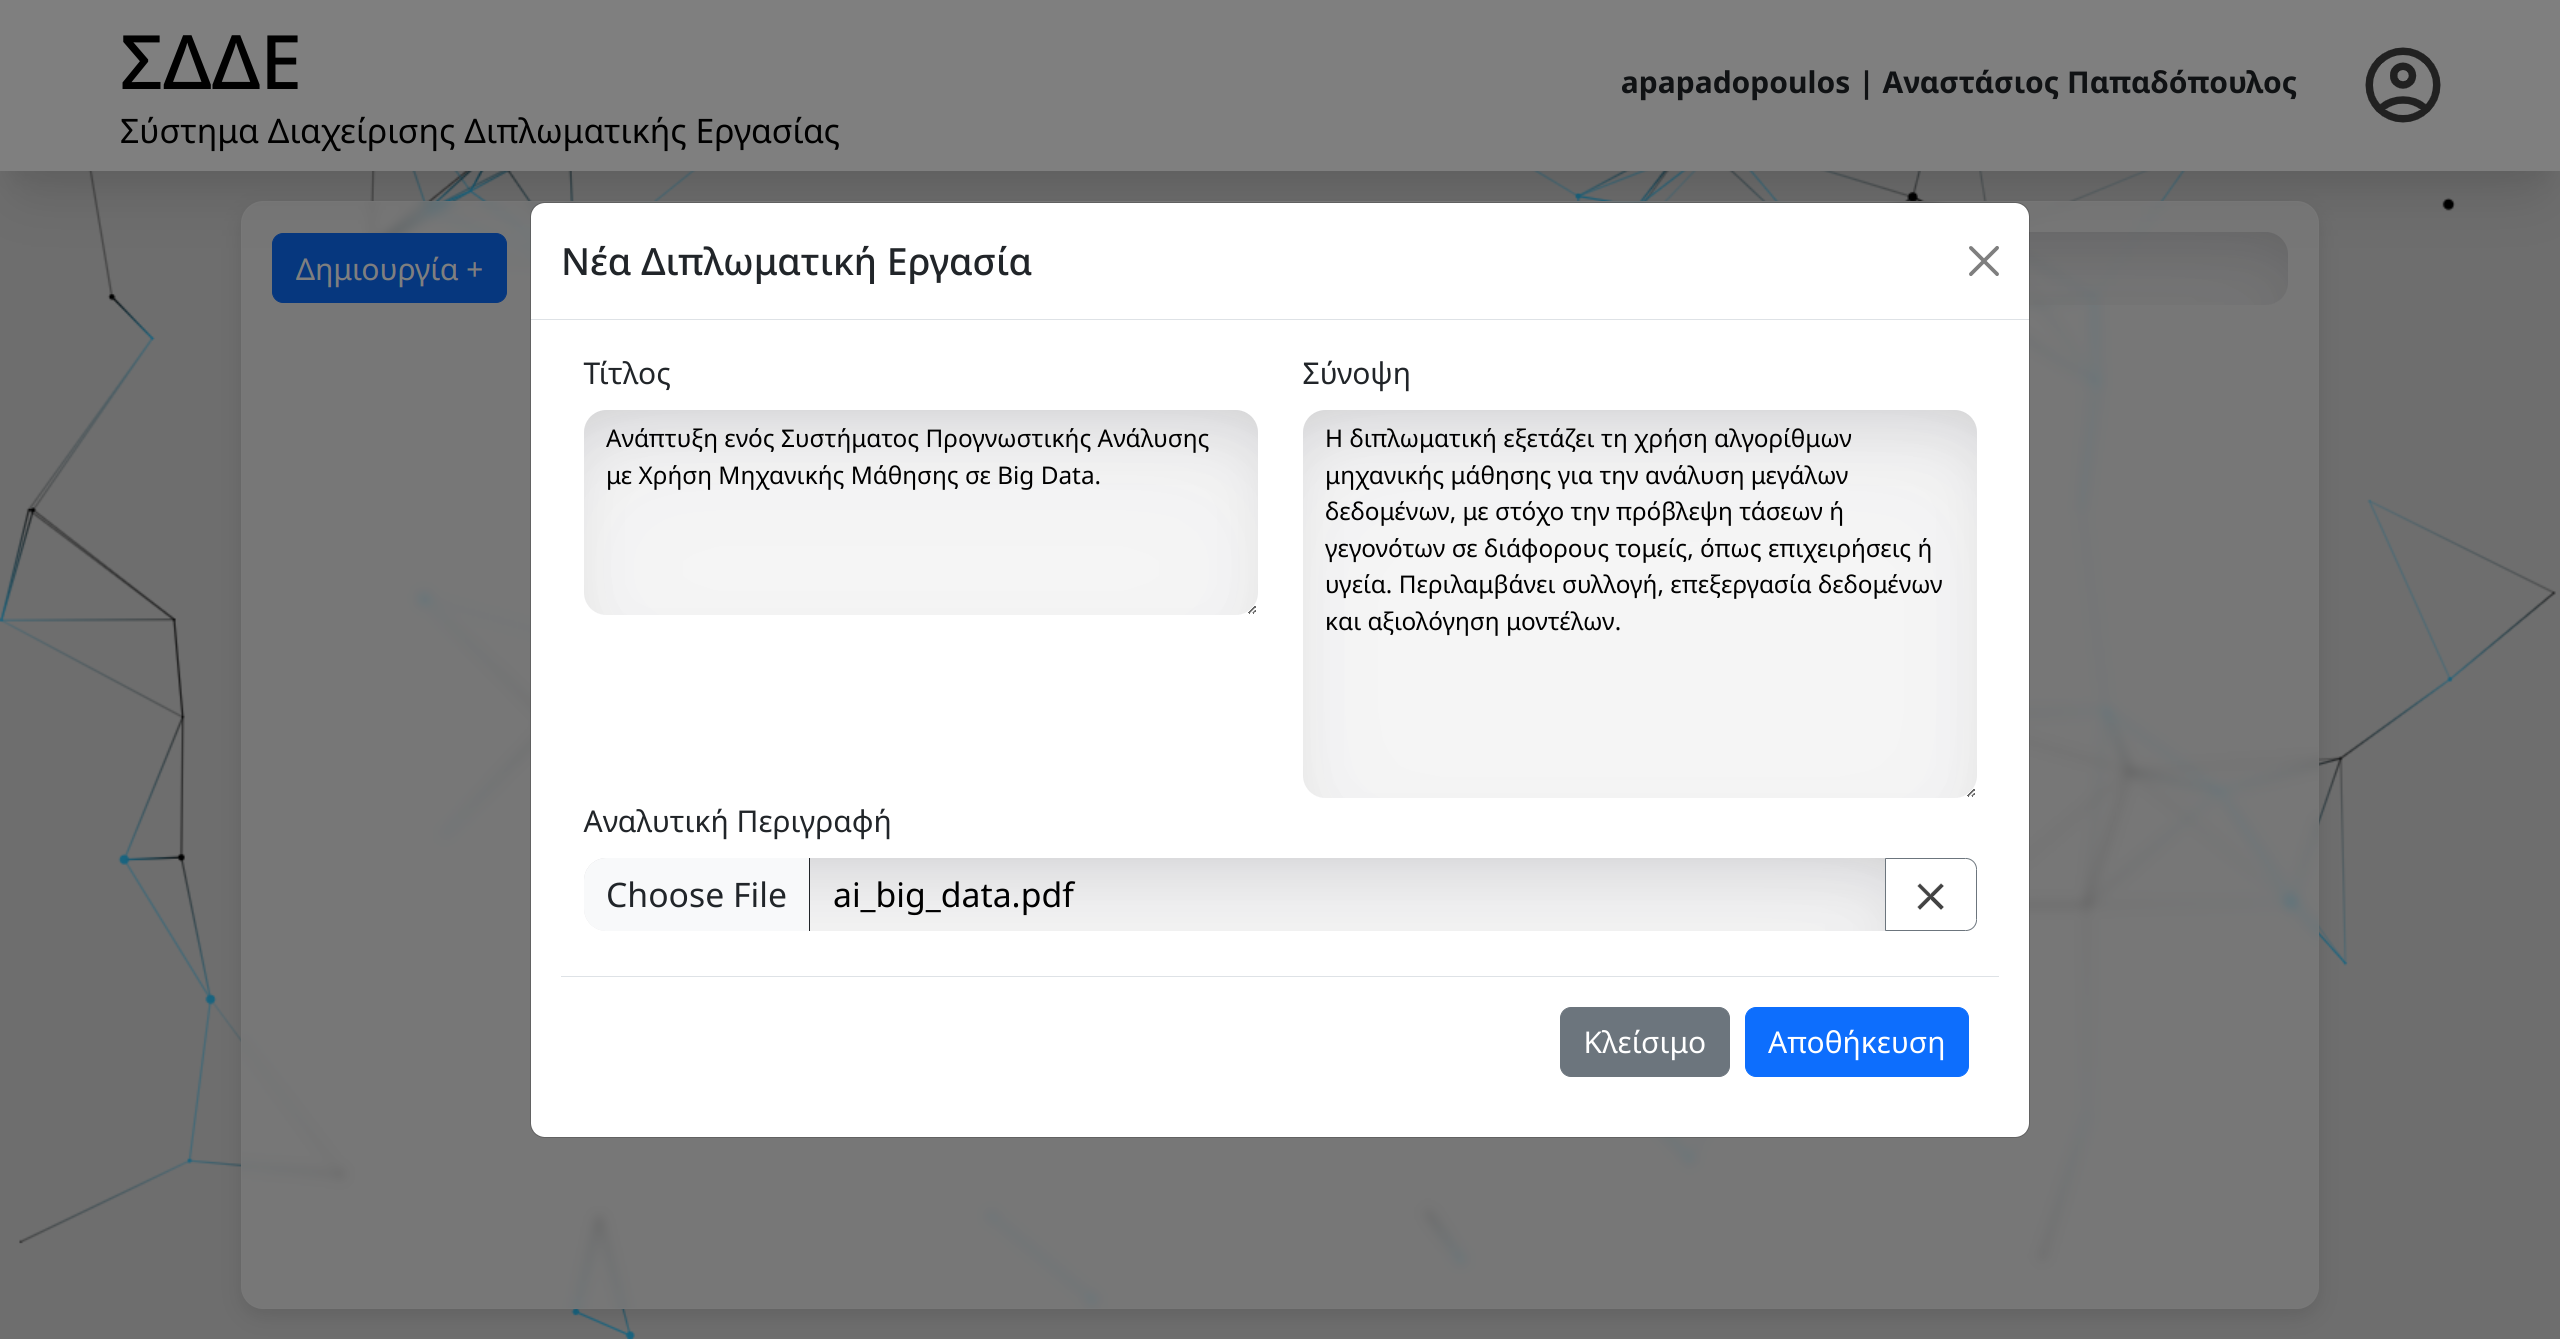 ΣΔΔΕ
Σύστημα Διαχείρισης Διπλωματικής Εργασίας
apapadopoulos | Αναστάσιος Παπαδόπουλος
Δημιουργία +
Νέα Διπλωματική Εργασία
Τίτλος
Ανάπτυξη ενός Συστήματος Προγνωστικής Ανάλυσης
με Χρήση Μηχανικής Μάθησης σε Big Data.
Σύνοψη
Η διπλωματική εξετάζει τη χρήση αλγορίθμων
μηχανικής μάθησης για την ανάλυση μεγάλων
δεδομένων, με στόχο την πρόβλεψη τάσεων ή
γεγονότων σε διάφορους τομείς, όπως επιχειρήσεις ή
υγεία. Περιλαμβάνει συλλογή, επεξεργασία δεδομένων
και αξιολόγηση μοντέλων.
Αναλυτική Περιγραφή
Choose File ai_big_data.pdf
Κλείσιμο Αποθήκευση